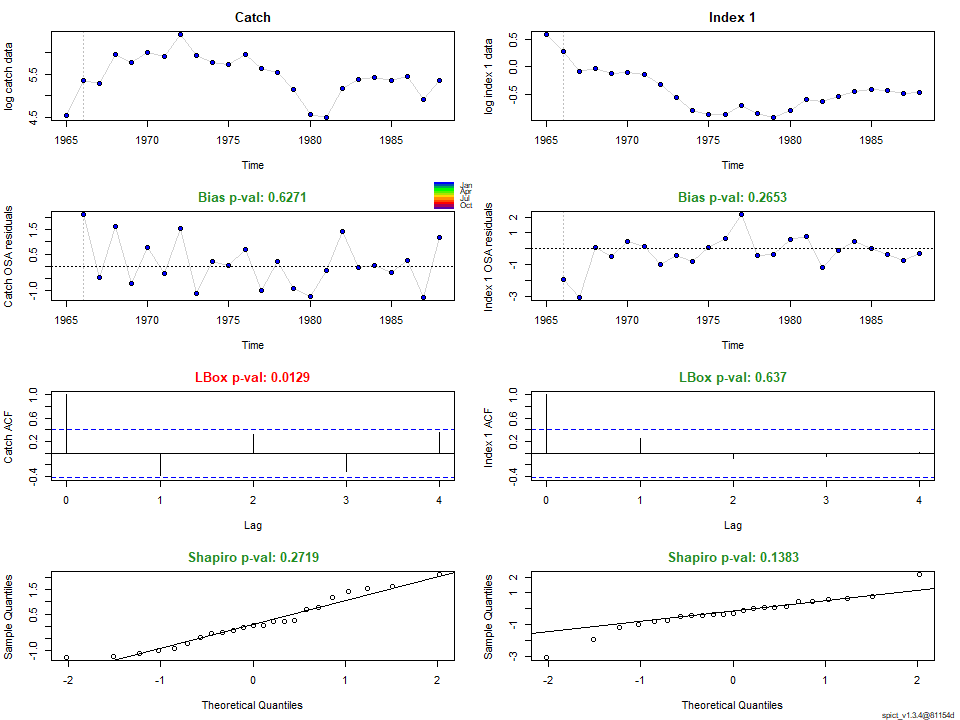 Catch
log catch data
4.5 5.5
1965 1970 1975 1980 1985
Time
Index 1
log index 1 data
-0.5 0.0 0.5
1965 1970 1975 1980 1985
Time
Bias p-val: 0.6271
Jan
Apr
Jul
Oct
Catch OSA residuals
-1.0 0.5 1.5
1965 1970 1975 1980 1985
Time
Bias p-val: 0.2653
Index 1 OSA residuals
-3 -1 1 2
1965 1970 1975 1980 1985
Time
LBox p-val: 0.0129
Catch ACF
-0.4 0.2 0.6 1.0
0 1 2 3 4
Lag
LBox p-val: 0.637
Index 1 ACF
-0.4 0.2 0.6 1.0
0 1 2 3 4
Lag
Shapiro p-val: 0.2719
Sample Quantiles
-1.0 0.5 1.5
-2 -1 0 1 2
Theoretical Quantiles
Shapiro p-val: 0.1383
Sample Quantiles
-3 -1 1 2
-2 -1 0 1 2
Theoretical Quantiles
spict_v1.3.4@81154d